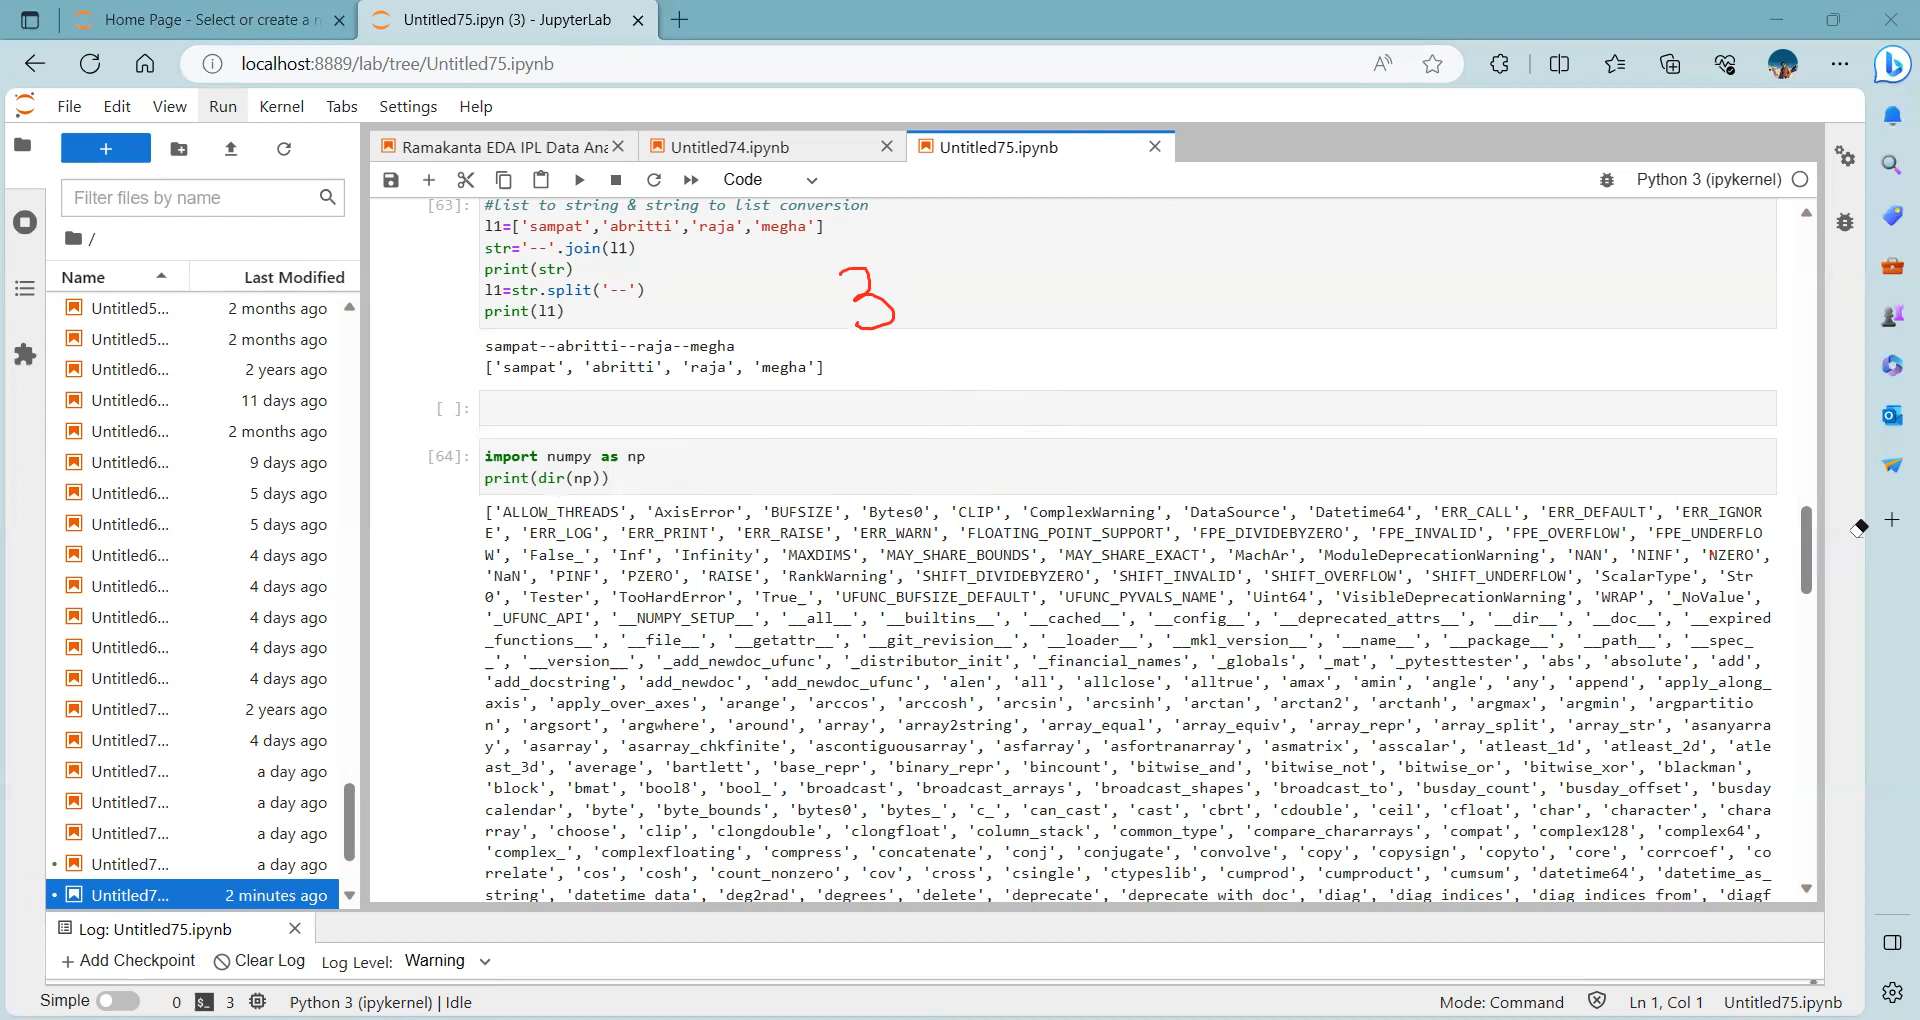 Home Page - Select or create a n
Untitled75.ipyn (3) - JupyterLab
localhost:8889/lab/tree/Untitled75.ipynb
File Edit View Run Kernel Tabs Settings Help
Ramakanta EDA IPL Data Ana
Untitled74.ipynb
Untitled75.ipynb
Filter files by name
Code
Python 3 (ipykernel)
/
Name Last Modified
Untitled5... 2 months ago
Untitled5... 2 months ago
Untitled6... 2 years ago
Untitled6... 11 days ago
Untitled6... 2 months ago
Untitled6... 9 days ago
Untitled6... 5 days ago
Untitled6... 5 days ago
Untitled6... 4 days ago
Untitled6... 4 days ago
Untitled6... 4 days ago
Untitled6... 4 days ago
Untitled6... 4 days ago
Untitled7... 2 years ago
Untitled7... 4 days ago
Untitled7... a day ago
Untitled7... a day ago
Untitled7... a day ago
Untitled7... a day ago
Untitled7... 2 minutes ago
[63]: #list to string & string to list conversion
l1=['sampat','abritti','raja','megha']
str='--'.join(l1)
print(str)
l1=str.split('--')
print(l1)
3
sampat--abritti--raja--megha
['sampat', 'abritti', 'raja', 'megha']
[ ]:
[64]: import numpy as np
print(dir(np))
['ALLOW_THREADS', 'AxisError', 'BUFSIZE', 'Bytes0', 'CLIP', 'ComplexWarning', 'DataSource', 'Datetime64', 'ERR_CALL', 'ERR_DEFAULT', 'ERR_IGNOR
E', 'ERR_LOG', 'ERR_PRINT', 'ERR_RAISE', 'ERR_WARN', 'FLOATING_POINT_SUPPORT', 'FPE_DIVIDEBYZERO', 'FPE_INVALID', 'FPE_OVERFLOW', 'FPE_UNDERFLO
W', 'False_', 'Inf', 'Infinity', 'MAXDIMS', 'MAY_SHARE_BOUNDS', 'MAY_SHARE_EXACT', 'MachAr', 'ModuleDeprecationWarning', 'NAN', 'NINF', 'NZERO',
'NaN', 'PINF', 'PZERO', 'RAISE', 'RankWarning', 'SHIFT_DIVIDEBYZERO', 'SHIFT_INVALID', 'SHIFT_OVERFLOW', 'SHIFT_UNDERFLOW', 'ScalarType', 'Str
0', 'Tester', 'TooHardError', 'True_', 'UFUNC_BUFSIZE_DEFAULT', 'UFUNC_PYVALS_NAME', 'Uint64', 'VisibleDeprecationWarning', 'WRAP', '_NoValue',
'_UFUNC_API', '__NUMPY_SETUP__', '__all__', '__builtins__', '__cached__', '__config__', '__deprecated_attrs__', '__dir__', '__doc__', '__expired
_functions__', '__file__', '__getattr__', '__git_revision__', '__loader__', '__mkl_version__', '__name__', '__package__', '__path__', '__spec_
_', '__version__', '_add_newdoc_ufunc', '_distributor_init', '_financial_names', '_globals', '_mat', '_pytesttester', 'abs', 'absolute', 'add',
'add_docstring', 'add_newdoc', 'add_newdoc_ufunc', 'alen', 'all', 'allclose', 'alltrue', 'amax', 'amin', 'angle', 'any', 'append', 'apply_along_
axis', 'apply_over_axes', 'arange', 'arccos', 'arccosh', 'arcsin', 'arcsinh', 'arctan', 'arctan2', 'arctanh', 'argmax', 'argmin', 'argpartitio
n', 'argsort', 'argwhere', 'around', 'array', 'array2string', 'array_equal', 'array_equiv', 'array_repr', 'array_split', 'array_str', 'asanyarra
y', 'asarray', 'asarray_chkfinite', 'ascontiguousarray', 'asfarray', 'asfortranarray', 'asmatrix', 'asscalar', 'atleast_1d', 'atleast_2d', 'atle
ast_3d', 'average', 'bartlett', 'base_repr', 'binary_repr', 'bincount', 'bitwise_and', 'bitwise_not', 'bitwise_or', 'bitwise_xor', 'blackman',
'block', 'bmat', 'bool8', 'bool_', 'broadcast', 'broadcast_arrays', 'broadcast_shapes', 'broadcast_to', 'busday_count', 'busday_offset', 'busday
calendar', 'byte', 'byte_bounds', 'bytes0', 'bytes_', 'c_', 'can_cast', 'cast', 'cbrt', 'cdouble', 'ceil', 'cfloat', 'char', 'character', 'chara
rray', 'choose', 'clip', 'clongdouble', 'clongfloat', 'column_stack', 'common_type', 'compare_chararrays', 'compat', 'complex128', 'complex64',
'complex_', 'complexfloating', 'compress', 'concatenate', 'conj', 'conjugate', 'convolve', 'copy', 'copysign', 'copyto', 'core', 'corrcoef', 'co
rrelate', 'cos', 'cosh', 'count_nonzero', 'cov', 'cross', 'csingle', 'ctypeslib', 'cumprod', 'cumproduct', 'cumsum', 'datetime64', 'datetime_as_
string', 'datetime_data', 'deg2rad', 'degrees', 'delete', 'deprecate', 'deprecate_with_doc', 'diag', 'diag_indices', 'diag_indices_from', 'diagf
Log: Untitled75.ipynb
Add Checkpoint Clear Log Log Level: Warning
Simple 0 3 Python 3 (ipykernel) | Idle
Mode: Command Ln 1, Col 1 Untitled75.ipynb